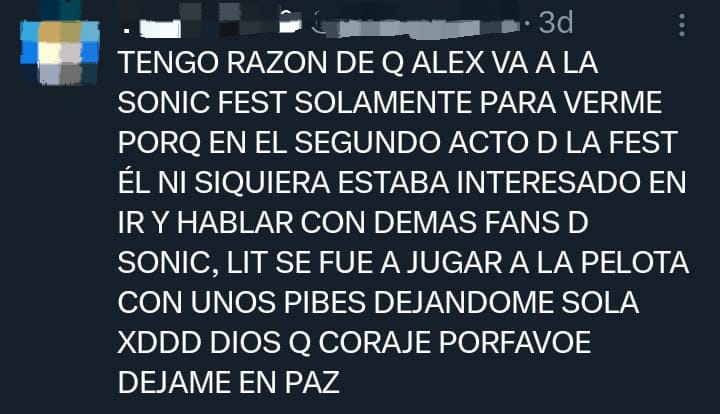 · 3d
TENGO RAZON DE Q ALEX VA A LA
SONIC FEST SOLAMENTE PARA VERME
PORQ EN EL SEGUNDO ACTO D LA FEST
ÉL NI SIQUIERA ESTABA INTERESADO EN
IR Y HABLAR CON DEMAS FANS D
SONIC, LIT SE FUE A JUGAR A LA PELOTA
CON UNOS PIBES DEJANDOME SOLA
XDDD DIOS Q CORAJE PORFAVOE
DEJAME EN PAZ